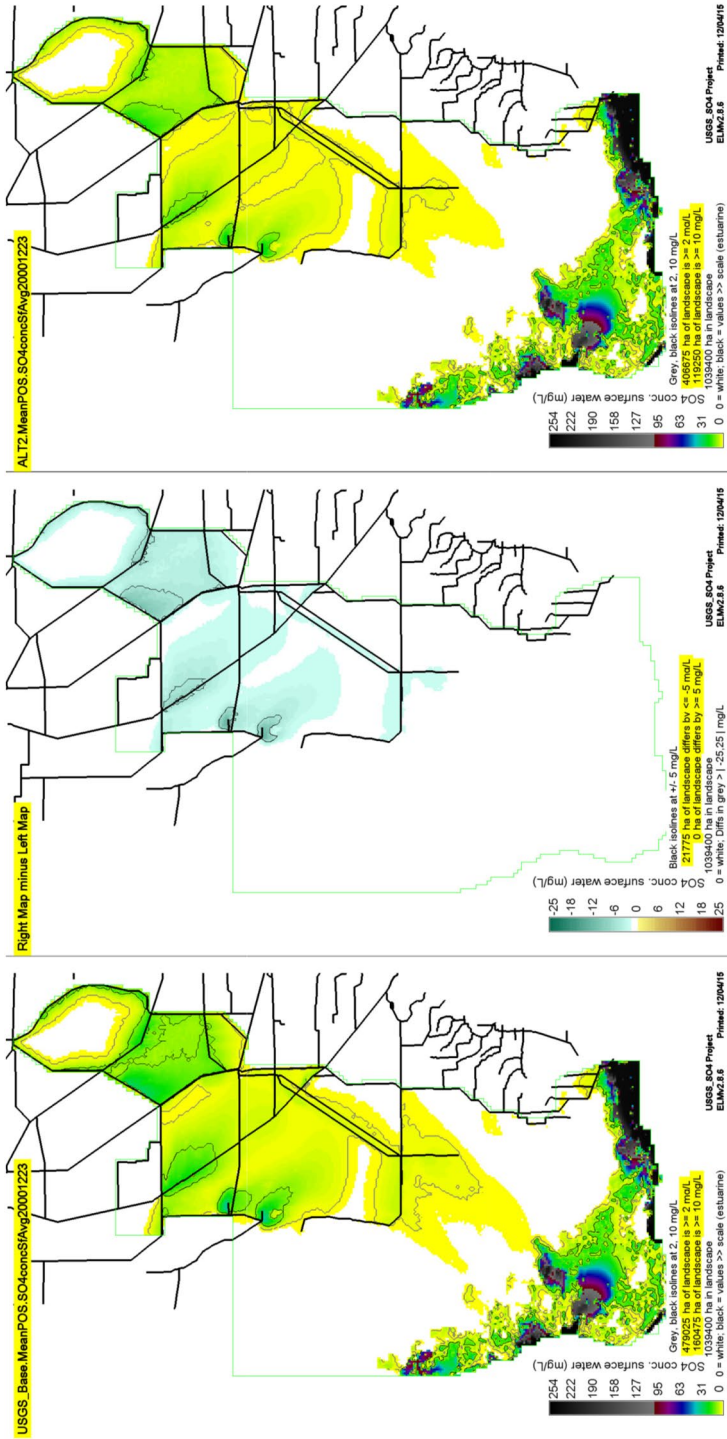 USGS_Base.MeanPOS.SO4concSfAvg20001223
254
222
190
158
127
95
63
31
0
SO4 conc. surface water (mg/L)
Grey, black isolines at 2, 10 mg/L
479025 ha of landscape is >= 2 mg/L
160475 ha of landscape is >= 10 mg/L
1039400 ha in landscape
0 = white; black = values >> scale (estuarine)
USGS_SO4 Project
ELMv2.8.6
Printed: 12/04/15
Right Map minus Left Map
-25
-18
-12
-6
0
6
12
18
25
SO4 conc. surface water (mg/L)
Black isolines at +/- 5 mg/L
21775 ha of landscape differs by <= -5 mg/L
0 ha of landscape differs by >= 5 mg/L
1039400 ha in landscape
0 = white; Diffs in grey > | -25,25 | mg/L
USGS_SO4 Project
ELMv2.8.6
Printed: 12/04/15
ALT2.MeanPOS.SO4concSfAvg20001223
254
222
190
158
127
95
63
31
0
SO4 conc. surface water (mg/L)
Grey, black isolines at 2, 10 mg/L
406675 ha of landscape is >= 2 mg/L
119250 ha of landscape is >= 10 mg/L
1039400 ha in landscape
0 = white; black = values >> scale (estuarine)
USGS_SO4 Project
ELMv2.8.6
Printed: 12/04/15